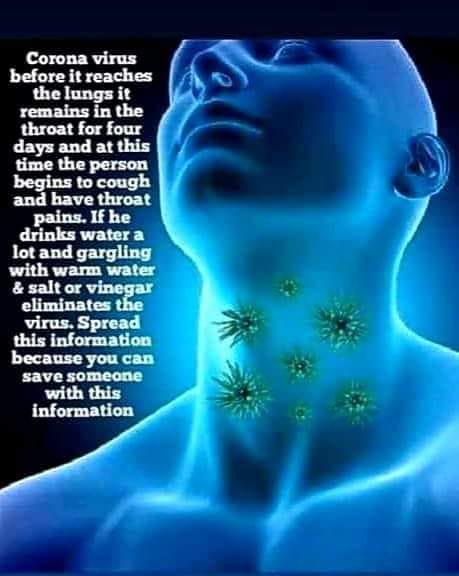 Corona virus
before it reaches
the lungs it
remains in the
throat for four
days and at this
time the person
begins to cough
and have throat
pains. If he
drinks water a
lot and gargling
with warm water
& salt or vinegar
eliminates the
virus. Spread
this information
because you can
save someone
with this
information